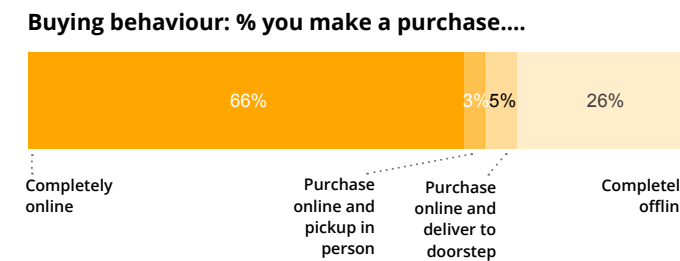 Buying behaviour: % you make a purchase....
66%
3%
5%
26%
Completely
online
Purchase
online and
pickup in
person
Purchase
online and
deliver to
doorstep
Completel
offlin